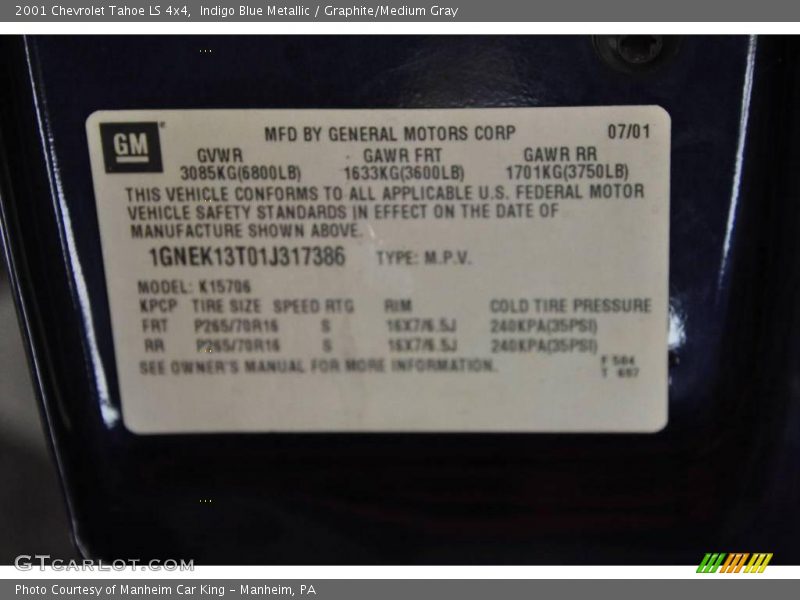 2001 Chevrolet Tahoe LS 4x4, Indigo Blue Metallic / Graphite/Medium Gray
GM
MFD BY GENERAL MOTORS CORP 07/01
GVWR GAWR FRT GAWR RR
3085KG(6800LB) 1633KG(3600LB) 1701KG(3750LB)
THIS VEHICLE CONFORMS TO ALL APPLICABLE U.S. FEDERAL MOTOR
VEHICLE SAFETY STANDARDS IN EFFECT ON THE DATE OF
MANUFACTURE SHOWN ABOVE.
1GNEK13T01J317386 TYPE: M.P.V.
MODEL: K15706
KPCP TIRE SIZE SPEED RTG RIM COLD TIRE PRESSURE
FRT P265/70R16 S 16X7/6.5J 240KPA(35PSI)
RR P265/70R16 S 16X7/6.5J 240KPA(35PSI)
SEE OWNER'S MANUAL FOR MORE INFORMATION.
F 504
T 697
GTCARLOT.COM
Photo Courtesy of Manheim Car King - Manheim, PA